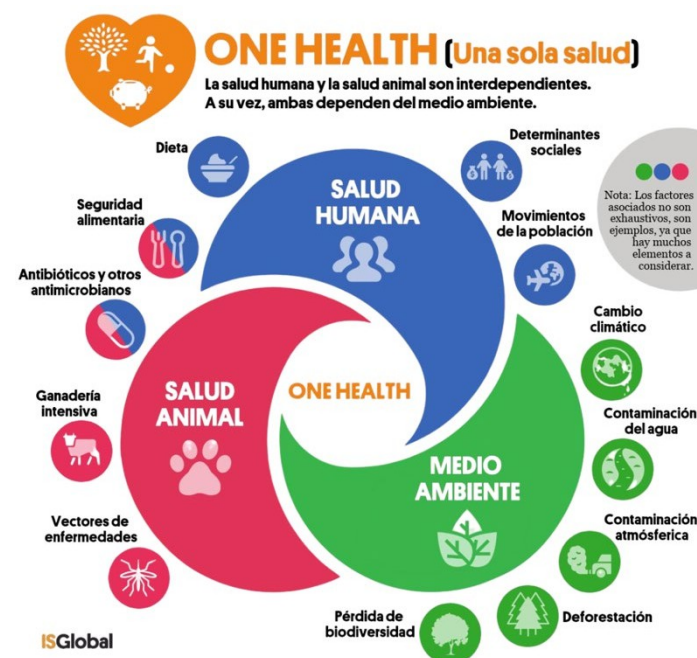 ONE HEALTH (Una sola salud)
La salud humana y la salud animal son interdependientes.
A su vez, ambas dependen del medio ambiente.
Dieta
Seguridad
alimentaria
Antibióticos y otros
antimicrobianos
Ganadería
intensiva
Vectores de
enfermedades
SALUD
HUMANA
SALUD
ANIMAL
ONE HEALTH
MEDIO
AMBIENTE
Determinantes
sociales
Movimientos
de la población
Nota: Los factores
asociados no son
exhaustivos, son
ejemplos, ya que
hay muchos
elementos a
considerar.
Cambio
climático
Contaminación
del agua
Contaminación
atmósferica
Deforestación
Pérdida de
biodiversidad
ISGlobal